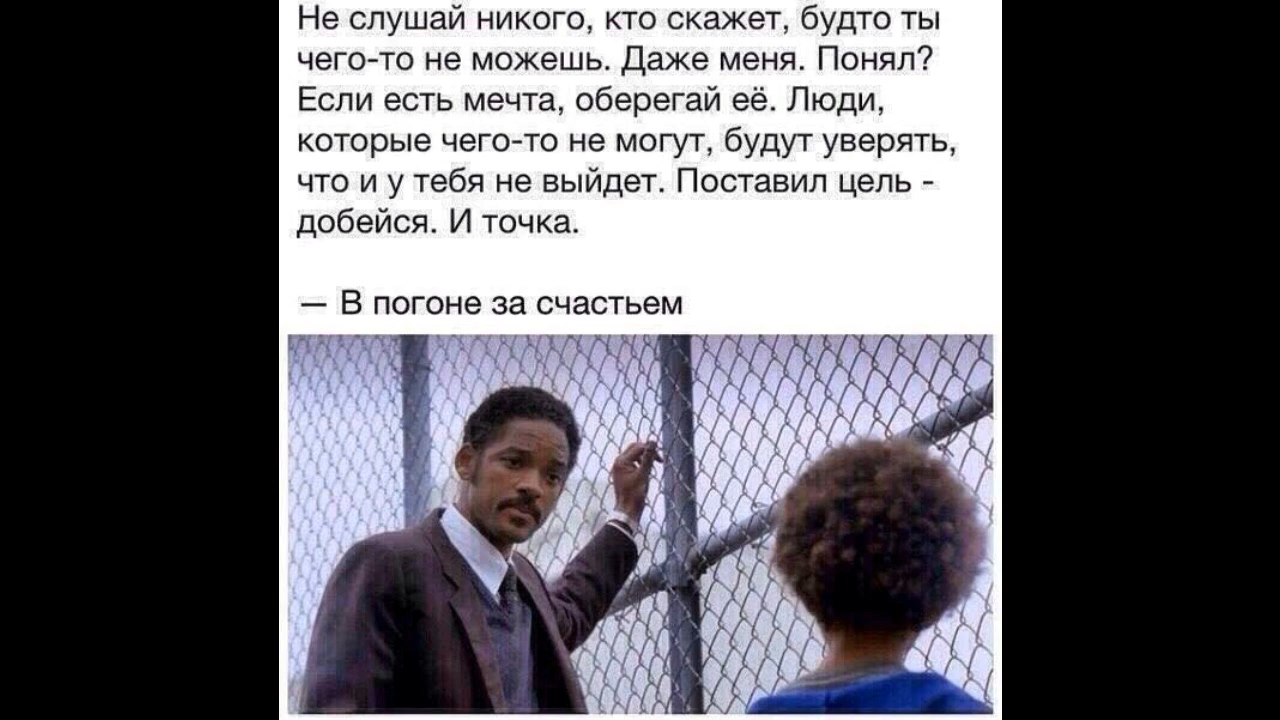 Не слушай никого, кто скажет, будто ты
чего-то не можешь. Даже меня. Понял?
Если есть мечта, оберегай её. Люди,
которые чего-то не могут, будут уверять,
что и у тебя не выйдет. Поставил цель -
добейся. И точка.
— В погоне за счастьем